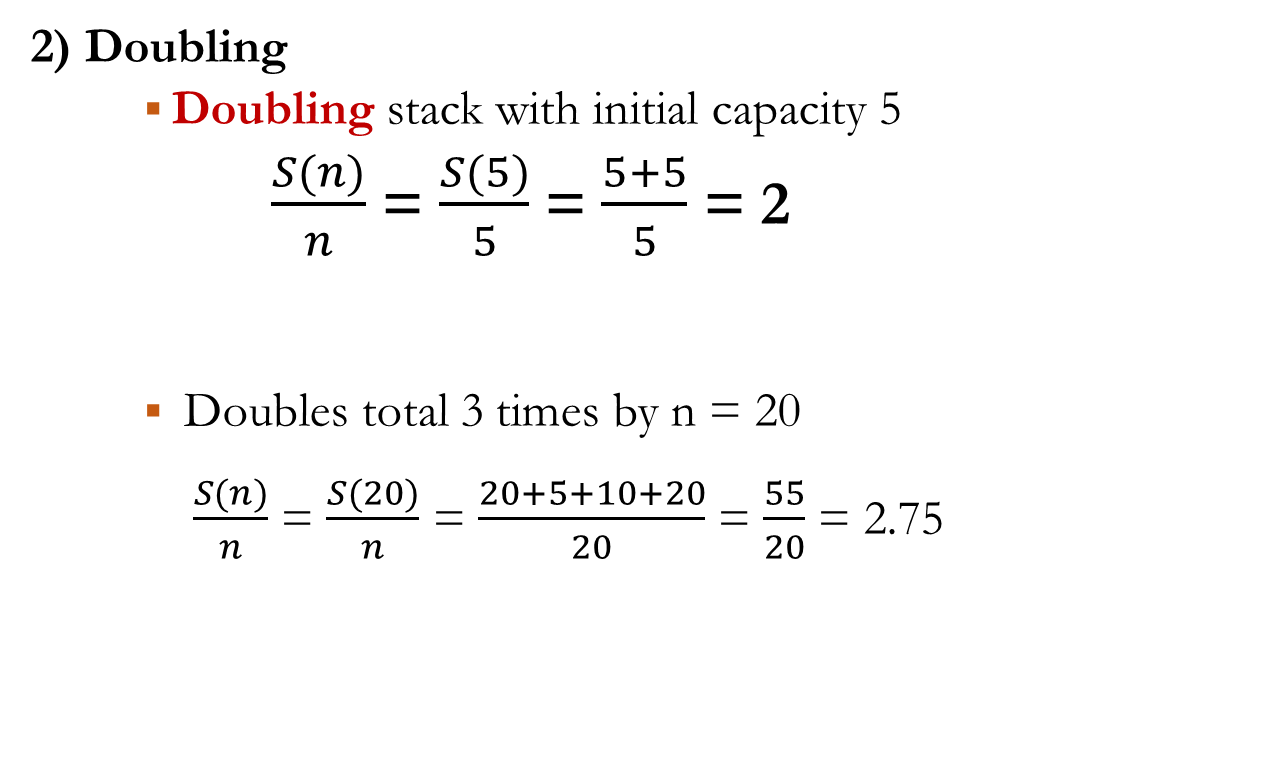 2) Doubling
▪ Doubling stack with initial capacity 5
S(n)/n = S(5)/5 = 5+5/5 = 2
▪ Doubles total 3 times by n = 20
S(n)/n = S(20)/n = 20+5+10+20/20 = 55/20 = 2.75